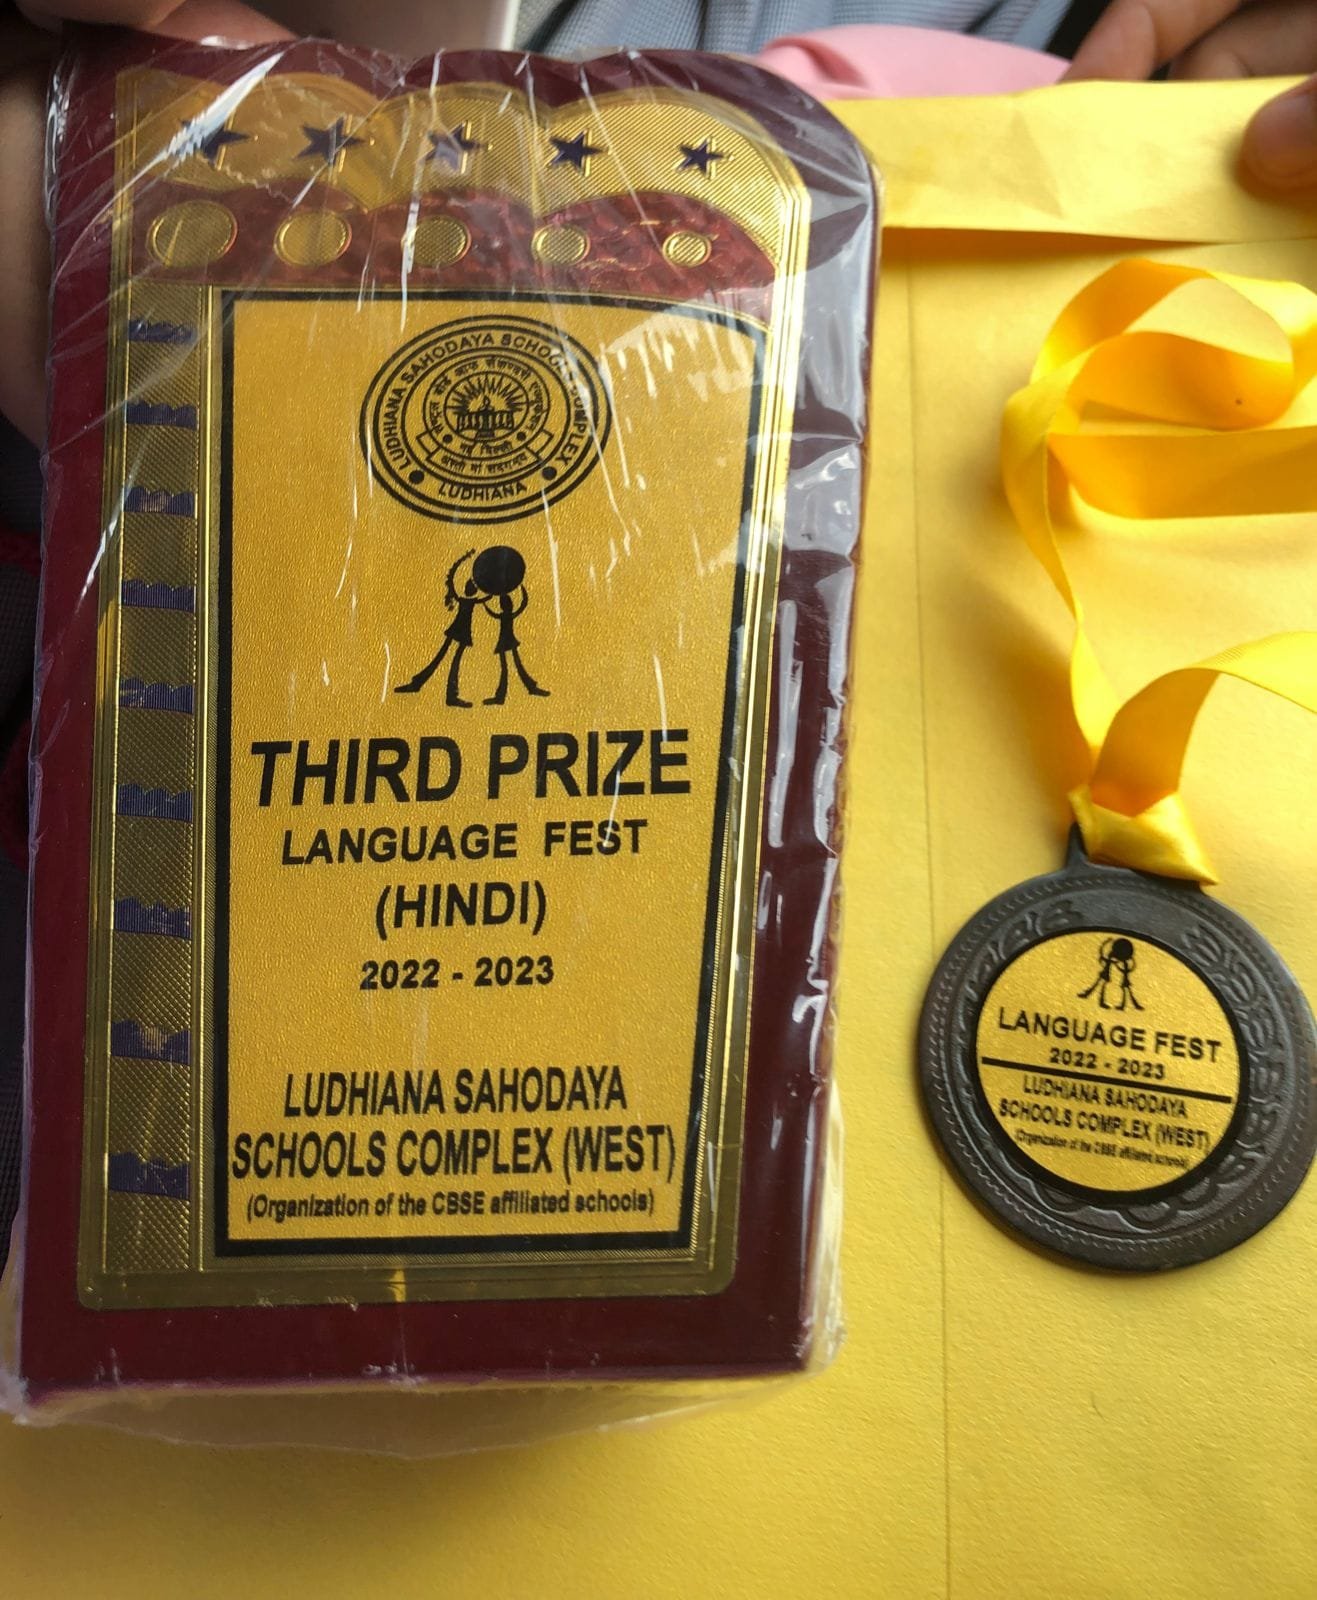 LUDHIANA SAHODAYA SCHOOLS COMPLEX
LUDHIANA
THIRD PRIZE
LANGUAGE FEST
(HINDI)
2022 - 2023
LUDHIANA SAHODAYA
SCHOOLS COMPLEX (WEST)
(Organization of the CBSE affiliated schools)
LANGUAGE FEST
2022 - 2023
LUDHIANA SAHODAYA
SCHOOLS COMPLEX (WEST)
(Organization of the CBSE affiliated schools)